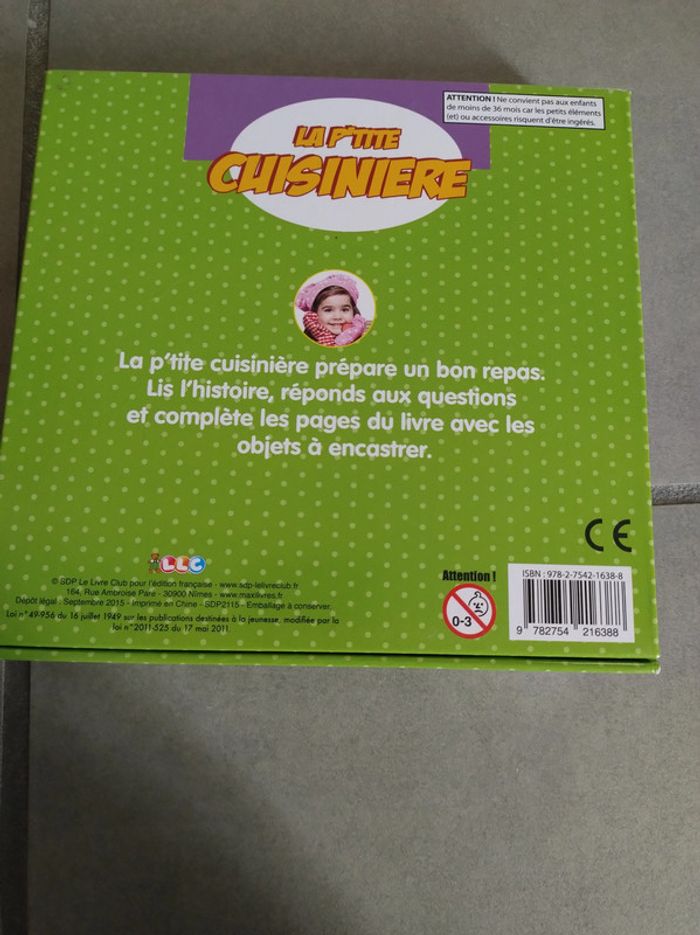 ATTENTION ! Ne convient pas aux enfants
de moins de 36 mois car les petits éléments
(et) ou accessoires risquent d'être ingérés.
LA P'TITE
CUISINIERE
La p'tite cuisinière prépare un bon repas.
Lis l'histoire, réponds aux questions
et complète les pages du livre avec les
objets à encastrer.
CE
LLC
© SDP Le Livre Club pour l'édition française - www.sdp-lelivreclub.fr
164, Rue Ambroise Paré - 30900 Nîmes - www.maxilivres.fr
Dépôt légal : Septembre 2015 - Imprimé en Chine - SDP2115 - Emballage à conserver.
Loi n°49-956 du 16 juillet 1949 sur les publications destinées à la jeunesse, modifiée par la
loi n°2011-525 du 17 mai 2011.
Attention !
0-3
ISBN : 978-2-7542-1638-8
9 782754 216388